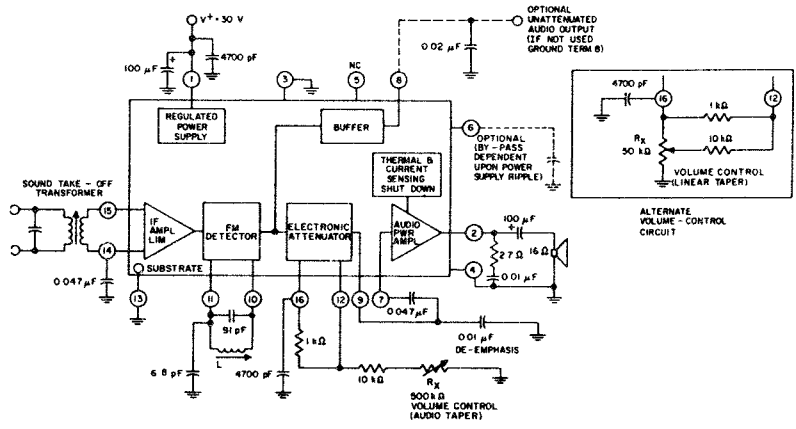 V+ = 30 V
100 µF
+
4700 pF
1
3
NC
5
8
0.02 µF
OPTIONAL
UNATTENUATED
AUDIO OUTPUT
(IF NOT USED
GROUND TERM 8)
REGULATED
POWER
SUPPLY
BUFFER
6
OPTIONAL
(BY-PASS
DEPENDENT
UPON POWER
SUPPLY RIPPLE)
THERMAL &
CURRENT
SENSING
SHUT DOWN
4700 pF
16
12
1 kΩ
RX
50 kΩ
10 kΩ
VOLUME CONTROL
(LINEAR TAPER)
ALTERNATE
VOLUME-CONTROL
CIRCUIT
SOUND TAKE-OFF
TRANSFORMER
15
14
0.047 µF
IF
AMPL
LIM
FM
DETECTOR
ELECTRONIC
ATTENUATOR
AUDIO
PWR
AMPL
2
100 µF
+
27 Ω
16 Ω
0.01 µF
4
SUBSTRATE
13
11
10
16
12
9
7
91 pF
L
6.8 pF
4700 pF
1 kΩ
0.047 µF
0.01 µF
DE-EMPHASIS
10 kΩ
RX
500 kΩ
VOLUME CONTROL
(AUDIO TAPER)